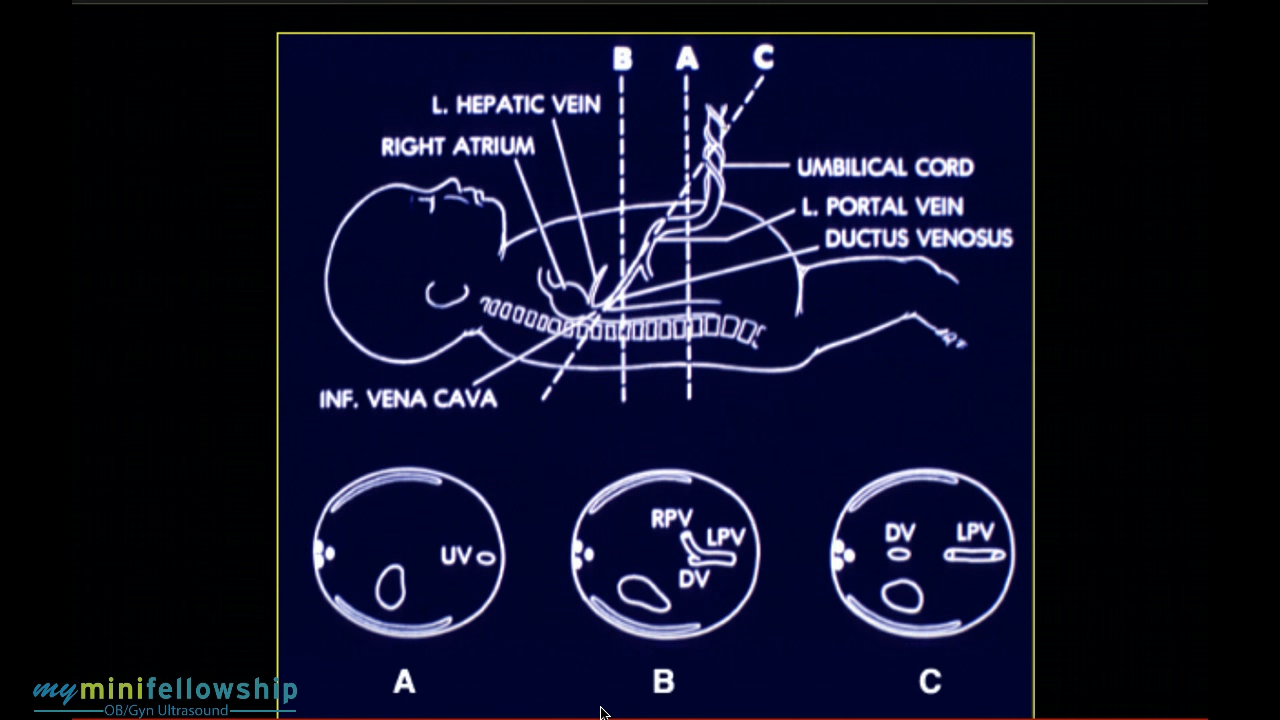 B A C
L. HEPATIC VEIN
RIGHT ATRIUM
UMBILICAL CORD
L. PORTAL VEIN
DUCTUS VENOSUS
INF. VENA CAVA
UV
RPV
LPV
DV
DV
LPV
A
B
C
myminifellowship
OB/Gyn Ultrasound